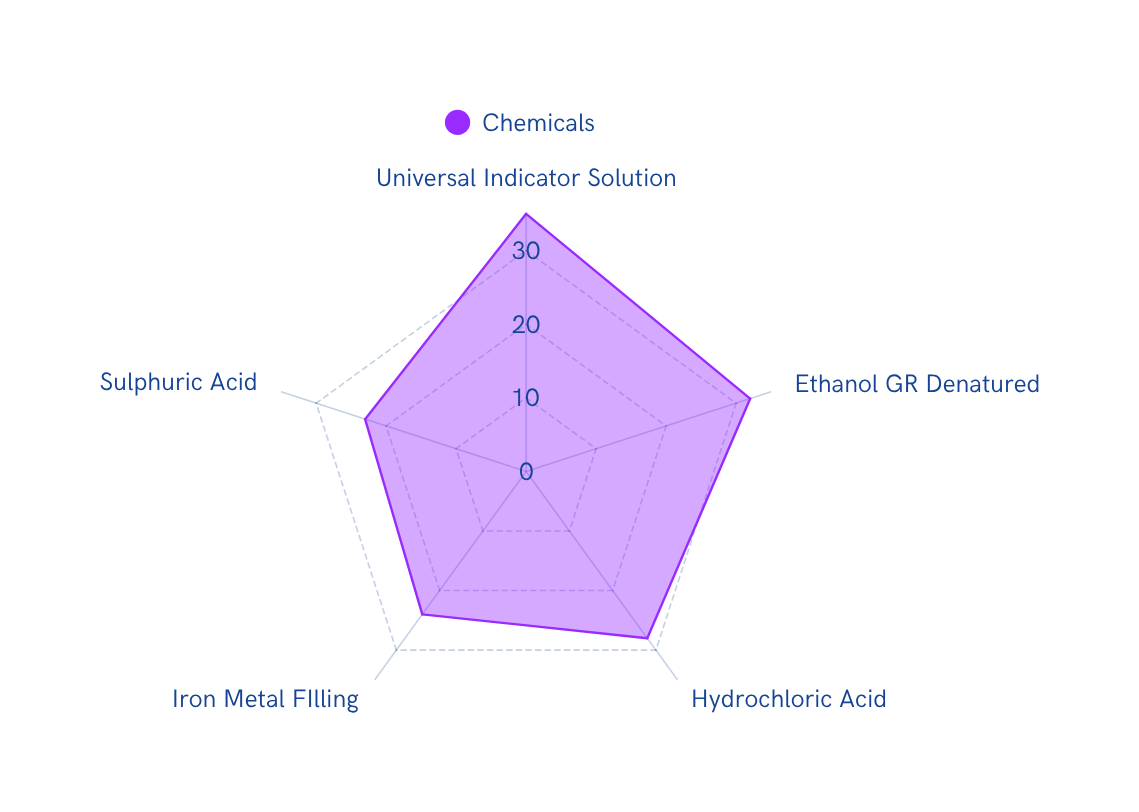 Chemicals
Universal Indicator Solution
30
20
10
0
Sulphuric Acid
Ethanol GR Denatured
Iron Metal FIlling
Hydrochloric Acid